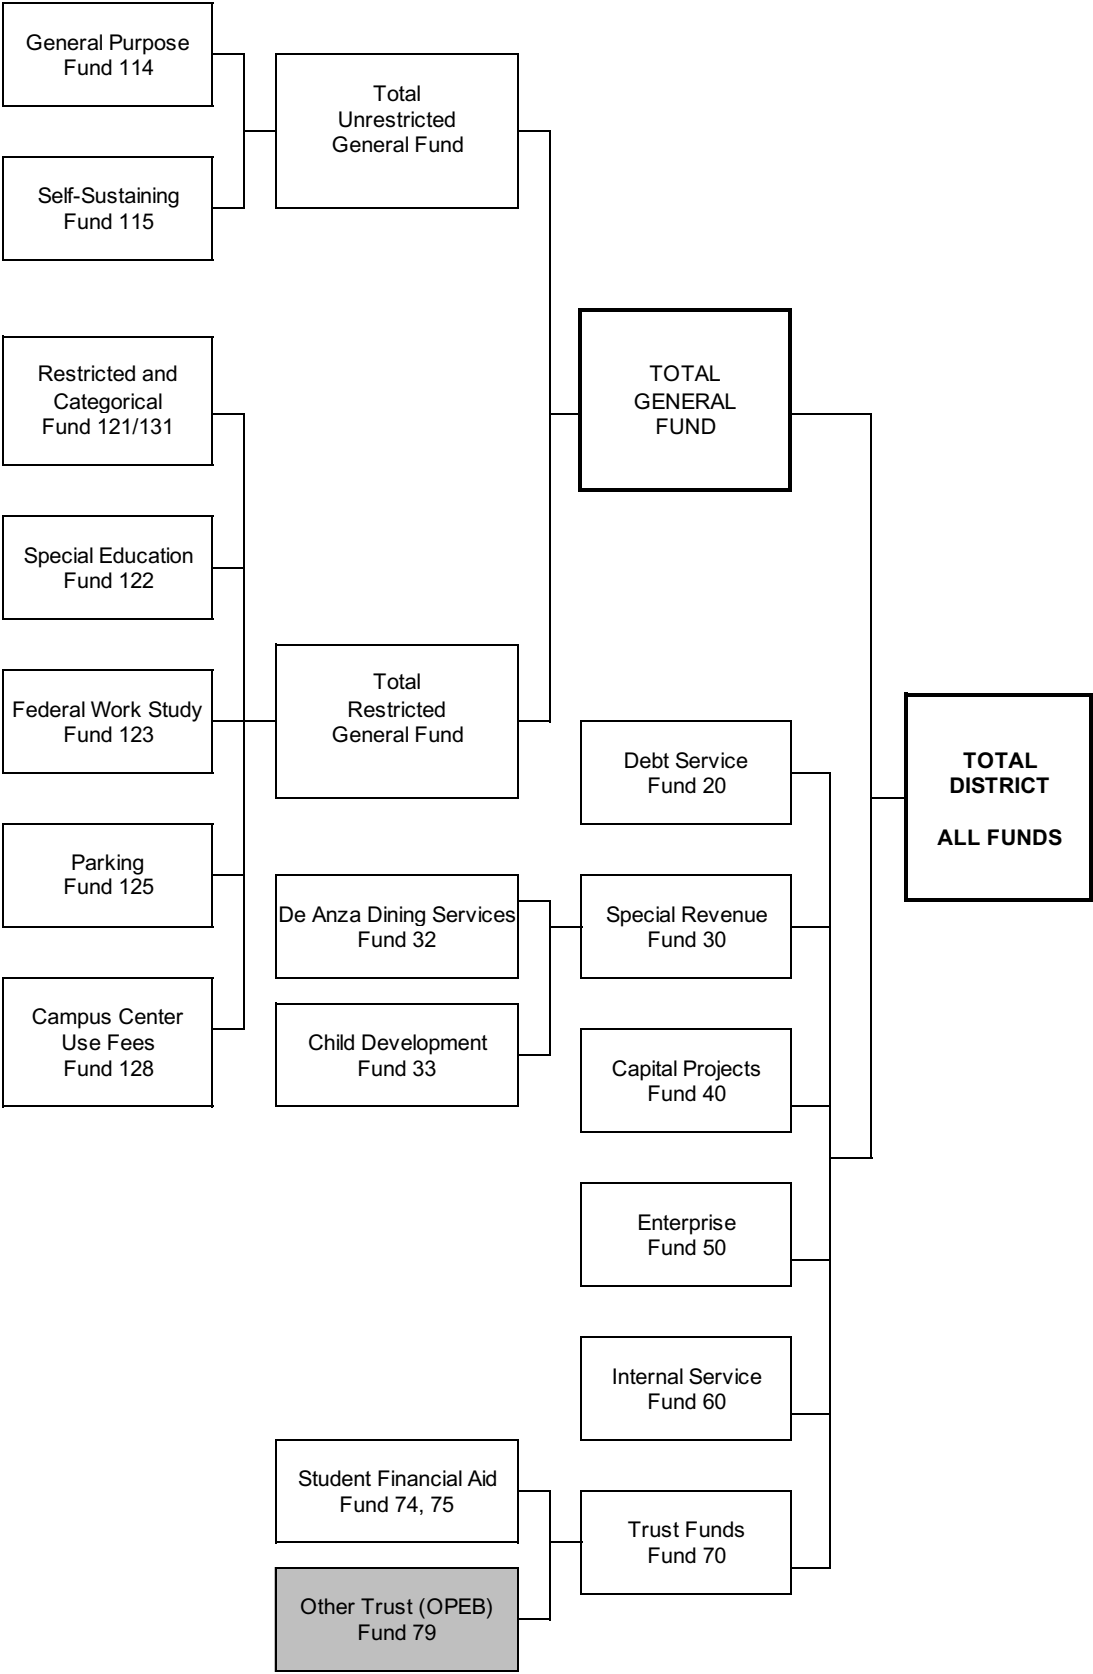 General Purpose
Fund 114
Self-Sustaining
Fund 115
Total
Unrestricted
General Fund
Restricted and
Categorical
Fund 121/131
Special Education
Fund 122
Federal Work Study
Fund 123
Parking
Fund 125
Campus Center
Use Fees
Fund 128
Total
Restricted
General Fund
TOTAL
GENERAL
FUND
De Anza Dining Services
Fund 32
Child Development
Fund 33
Debt Service
Fund 20
Special Revenue
Fund 30
Capital Projects
Fund 40
Enterprise
Fund 50
Internal Service
Fund 60
Student Financial Aid
Fund 74, 75
Other Trust (OPEB)
Fund 79
Trust Funds
Fund 70
TOTAL
DISTRICT
ALL FUNDS